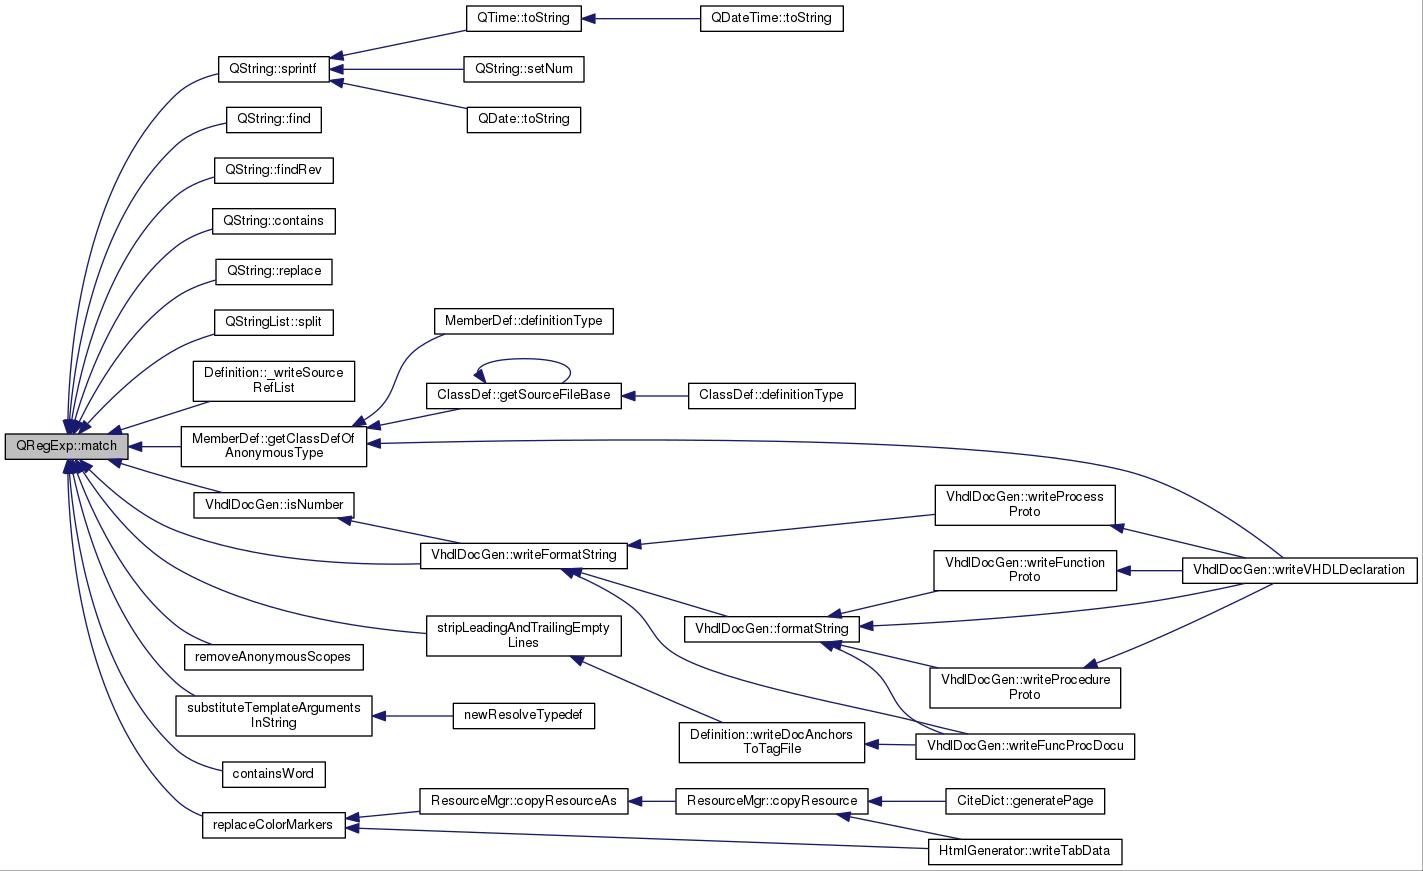 QTime::toString
QDateTime::toString
QString::sprintf
QString::setNum
QString::find
QDate::toString
QString::findRev
QString::contains
QString::replace
QStringList::split
MemberDef::definitionType
Definition::_writeSource
RefList
ClassDef::getSourceFileBase
ClassDef::definitionType
QRegExp::match
MemberDef::getClassDefOf
AnonymousType
VhdlDocGen::isNumber
VhdlDocGen::writeProcess
Proto
VhdlDocGen::writeFormatString
VhdlDocGen::writeFunction
Proto
VhdlDocGen::writeVHDLDeclaration
stripLeadingAndTrailingEmpty
Lines
VhdlDocGen::formatString
removeAnonymousScopes
VhdlDocGen::writeProcedure
Proto
substituteTemplateArguments
InString
newResolveTypedef
Definition::writeDocAnchors
ToTagFile
VhdlDocGen::writeFuncProcDocu
containsWord
ResourceMgr::copyResourceAs
ResourceMgr::copyResource
CiteDict::generatePage
replaceColorMarkers
HtmlGenerator::writeTabData